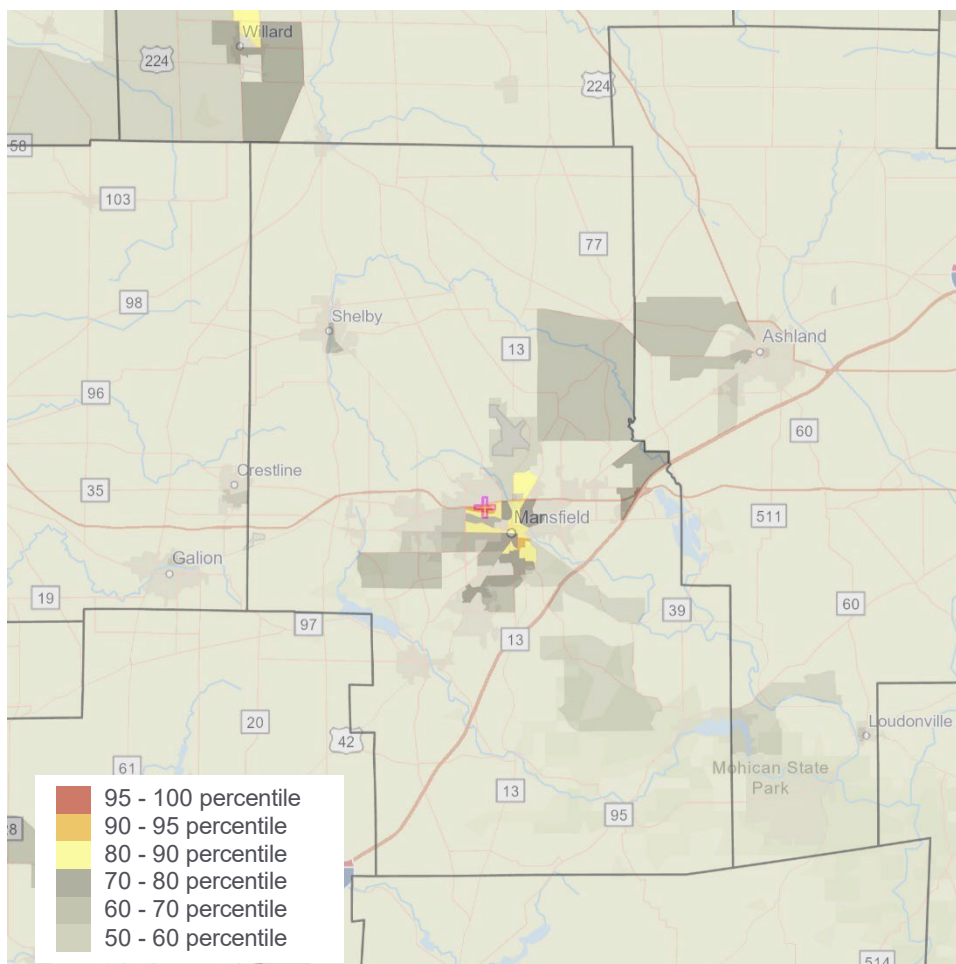 Willard
224
224
58
103
77
98
Shelby
13
Ashland
96
60
Crestline
35
Mansfield
511
Galion
19
39
60
97
13
20
42
Loudonville
61
Mohican State
Park
13
95
28
514
95 - 100 percentile
90 - 95 percentile
80 - 90 percentile
70 - 80 percentile
60 - 70 percentile
50 - 60 percentile